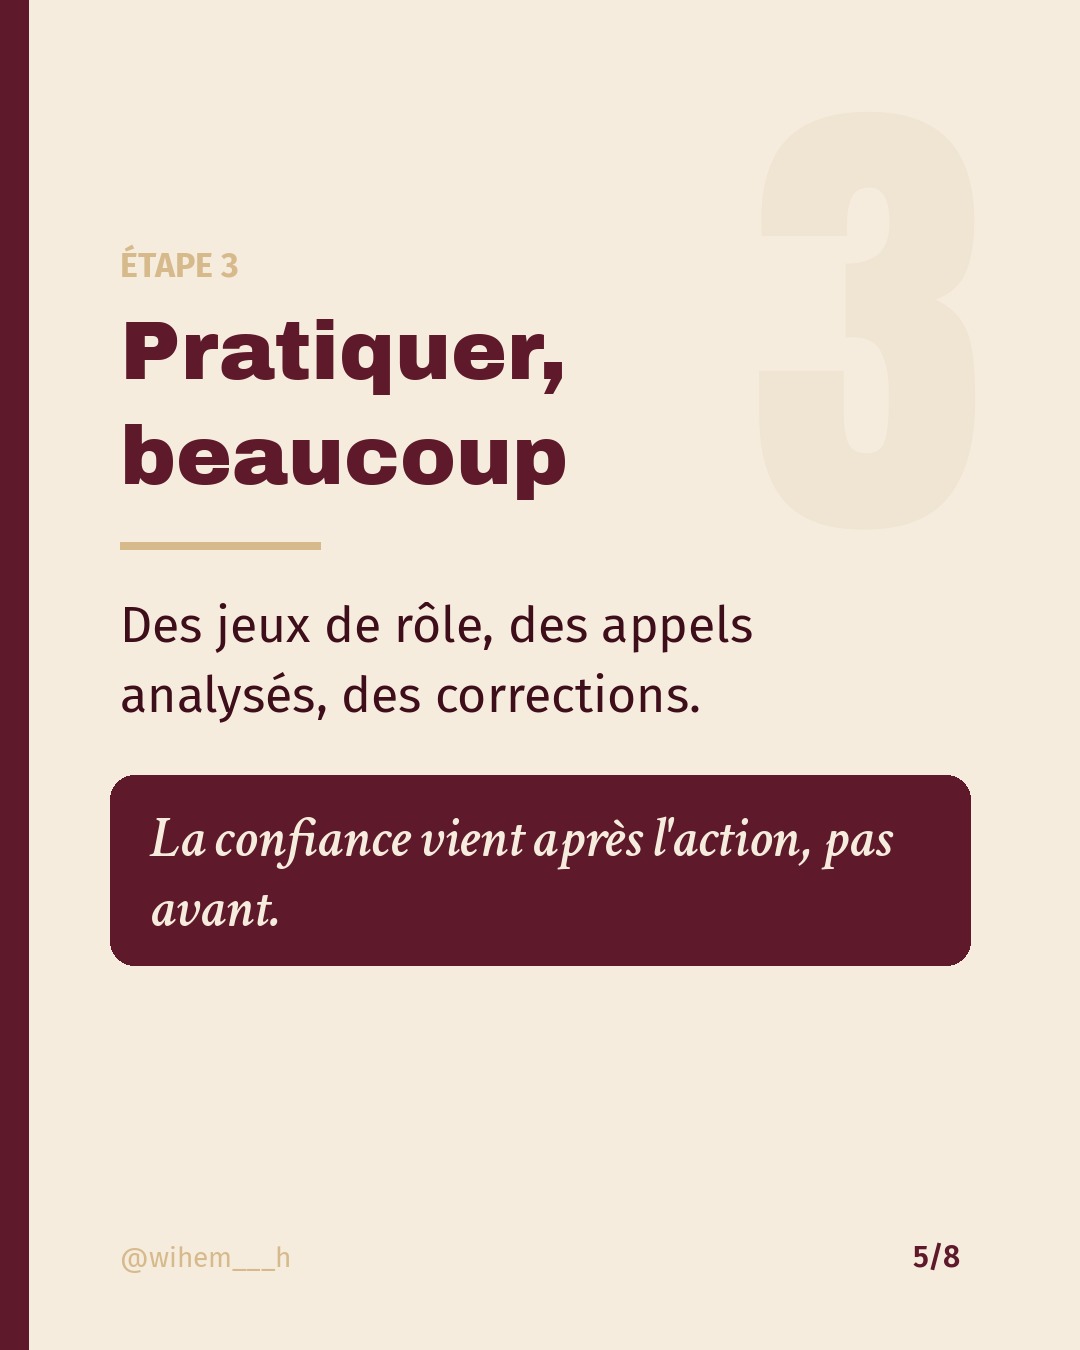 3
ÉTAPE 3
Pratiquer,
beaucoup
Des jeux de rôle, des appels
analysés, des corrections.
La confiance vient après l'action, pas
avant.
@wihem___h
5/8